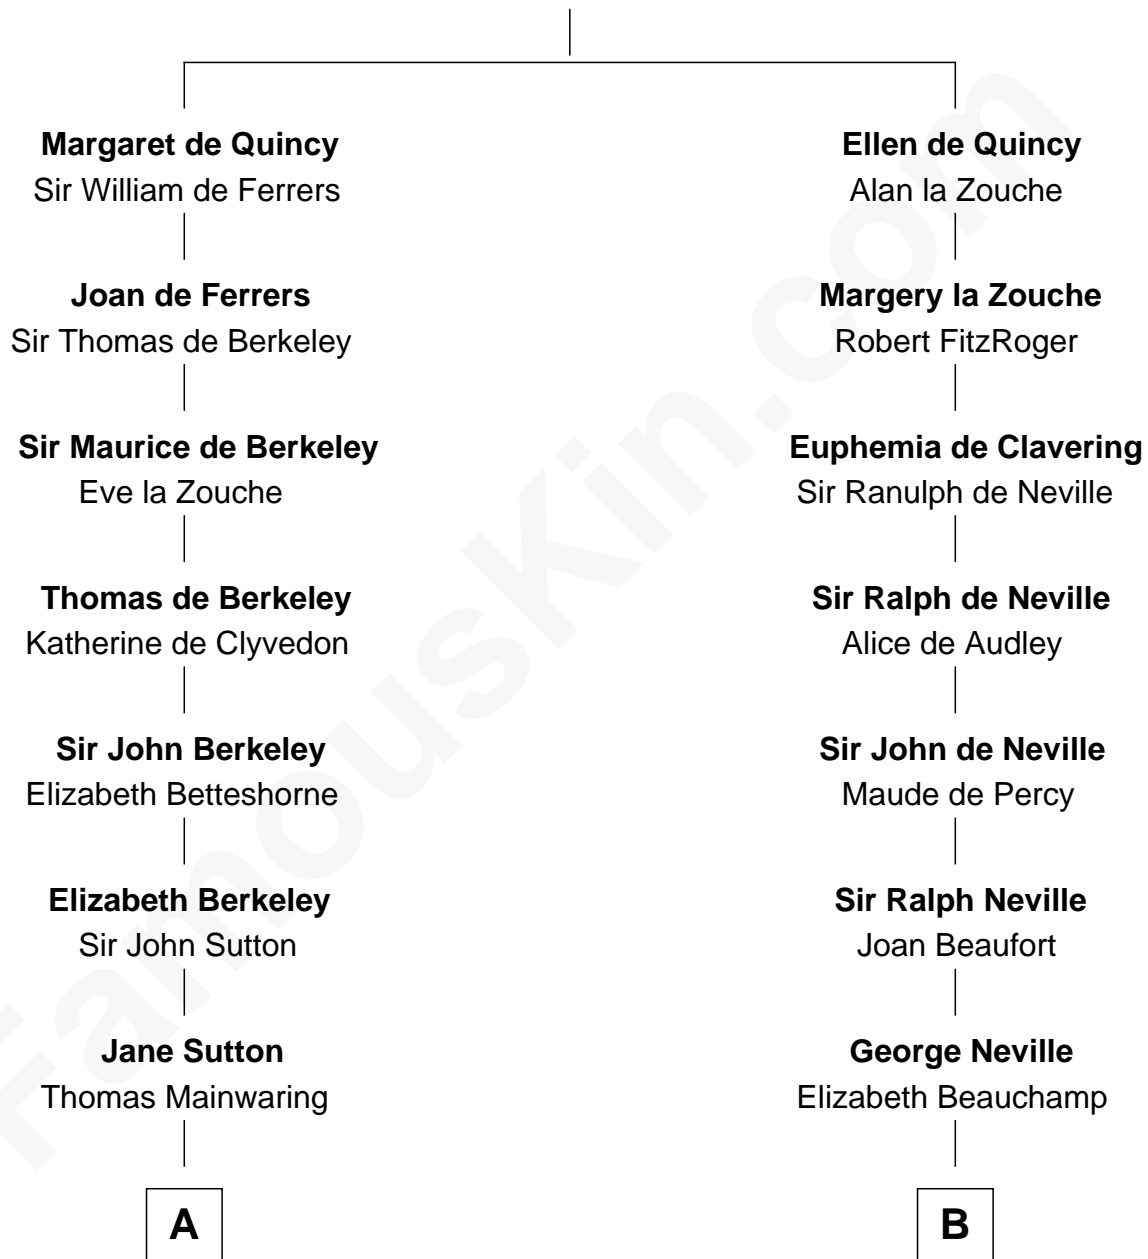 Margaret de Quincy
Sir William de Ferrers
Joan de Ferrers
Sir Thomas de Berkeley
Sir Maurice de Berkeley
Eve la Zouche
Thomas de Berkeley
Katherine de Clyvedon
Sir John Berkeley
Elizabeth Betteshorne
Elizabeth Berkeley
Sir John Sutton
Jane Sutton
Thomas Mainwaring
A
Ellen de Quincy
Alan la Zouche
Margery la Zouche
Robert FitzRoger
Euphemia de Clavering
Sir Ranulph de Neville
Sir Ralph de Neville
Alice de Audley
Sir John de Neville
Maude de Percy
Sir Ralph Neville
Joan Beaufort
George Neville
Elizabeth Beauchamp
B
FamousKin.com